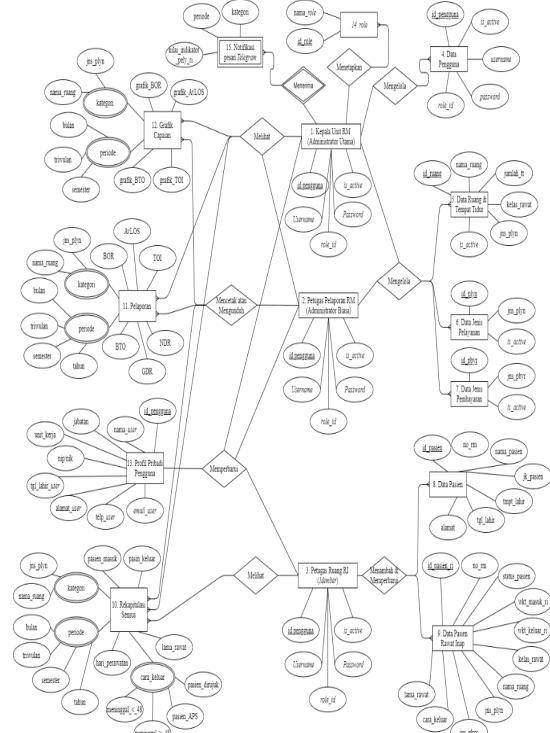 periode
kategori
nilai_indikator
pely_ri
15. Notifikasi
pesan Telegram
nama_role
id_role
14. role
Menerima
Menetapkan
Mengelola
id_pengguna
is_active
4. Data
Pengguna
username
role_id
password
jns_plyn
nama_ruang
kategori
bulan
periode
triwulan
semester
grafik_BOR
grafik_AvLOS
12. Grafik
Capaian
grafik_BTO
grafik_TOI
Melihat
1. Kepala Unit RM
(Administrator Utama)
id_pengguna
is_active
Username
Password
role_id
id_ruang
nama_ruang
jumlah_tt
5. Data Ruang &
Tempat Tidur
kelas_rawat
jns_plyn
is_active
AvLOS
jns_plyn
BOR
TOI
nama_ruang
kategori
bulan
11. Pelaporan
triwulan
periode
semester
tahun
BTO
NDR
GDR
Mencetak atau
Mengunduh
2. Petugas Pelaporan RM
(Administrator Biasa)
id_pengguna
is_active
Username
Password
role_id
Mengelola
id_plyn
jns_plyn
6. Data Jenis
Pelayanan
is_active
id_pbyr
jns_pbyr
7. Data Jenis
Pembayaran
is_active
jabatan
id_pengguna
unit_kerja
nama_user
nip/nik
13. Profil Pribadi
Pengguna
tgl_lahir_user
alamat_user
telp_user
email_user
Memperbarui
id_pasien
no_rm
nama_pasien
8. Data Pasien
jk_pasien
tmpt_lahir
tgl_lahir
alamat
jns_plyn
pasien_masuk
pasin_keluar
kategori
nama_ruang
bulan
periode
10. Rekapitulasi
Sensus
triwulan
semester
tahun
hari_perawatan
lama_rawat
cara_keluar
pasien_dirujuk
meninggal_<_48
pasien_APS
Melihat
3. Petugas Ruang RI
(Member)
Menambah &
Memperbarui
id_pengguna
is_active
Username
Password
role_id
id_pasien_ri
no_rm
status_pasien
wkt_masuk_ri
9. Data Pasien
Rawat Inap
wkt_keluar_ri
kelas_rawat
nama_ruang
jns_plyn
lama_rawat
cara_keluar